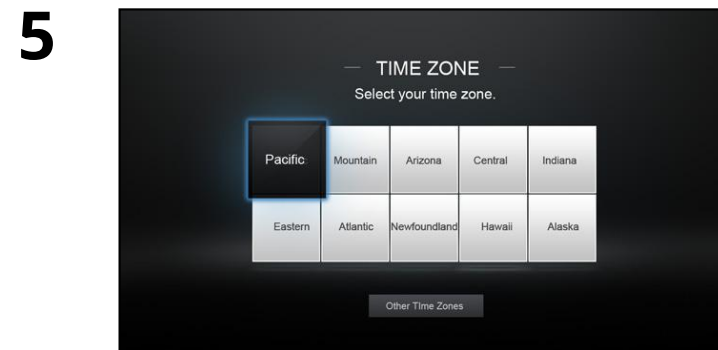 5
TIME ZONE
Select your time zone.
Pacific Mountain Arizona Central Indiana
Eastern Atlantic Newfoundland Hawaii Alaska
Other TIme Zones